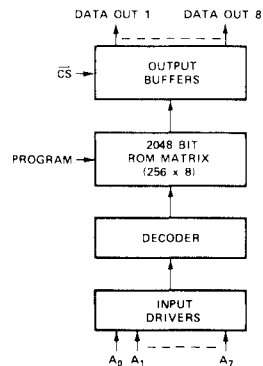 DATA OUT 1 DATA OUT 8
CS OUTPUT
BUFFERS
PROGRAM 2048 BIT
ROM MATRIX
(256 x 8)
DECODER
INPUT
DRIVERS
A0 A1 A7